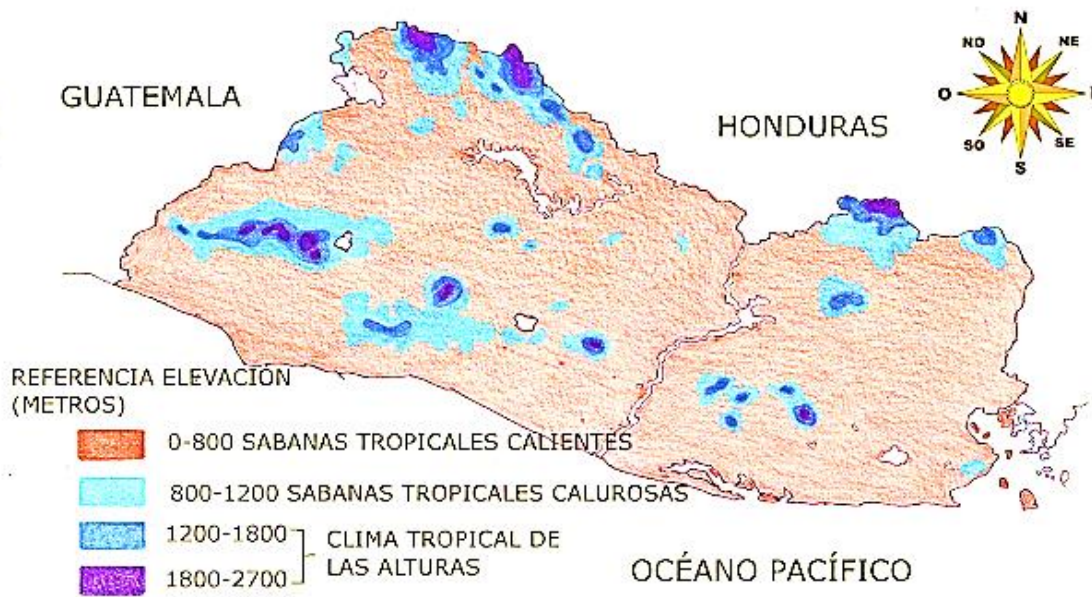 N
NO
NE
GUATEMALA
O
HONDURAS
SO
SE
S
REFERENCIA ELEVACIÓN
(METROS)
0-800 SABANAS TROPICALES CALIENTES
800-1200 SABANAS TROPICALES CALUROSAS
1200-1800
CLIMA TROPICAL DE
LAS ALTURAS
1800-2700
OCÉANO PACÍFICO